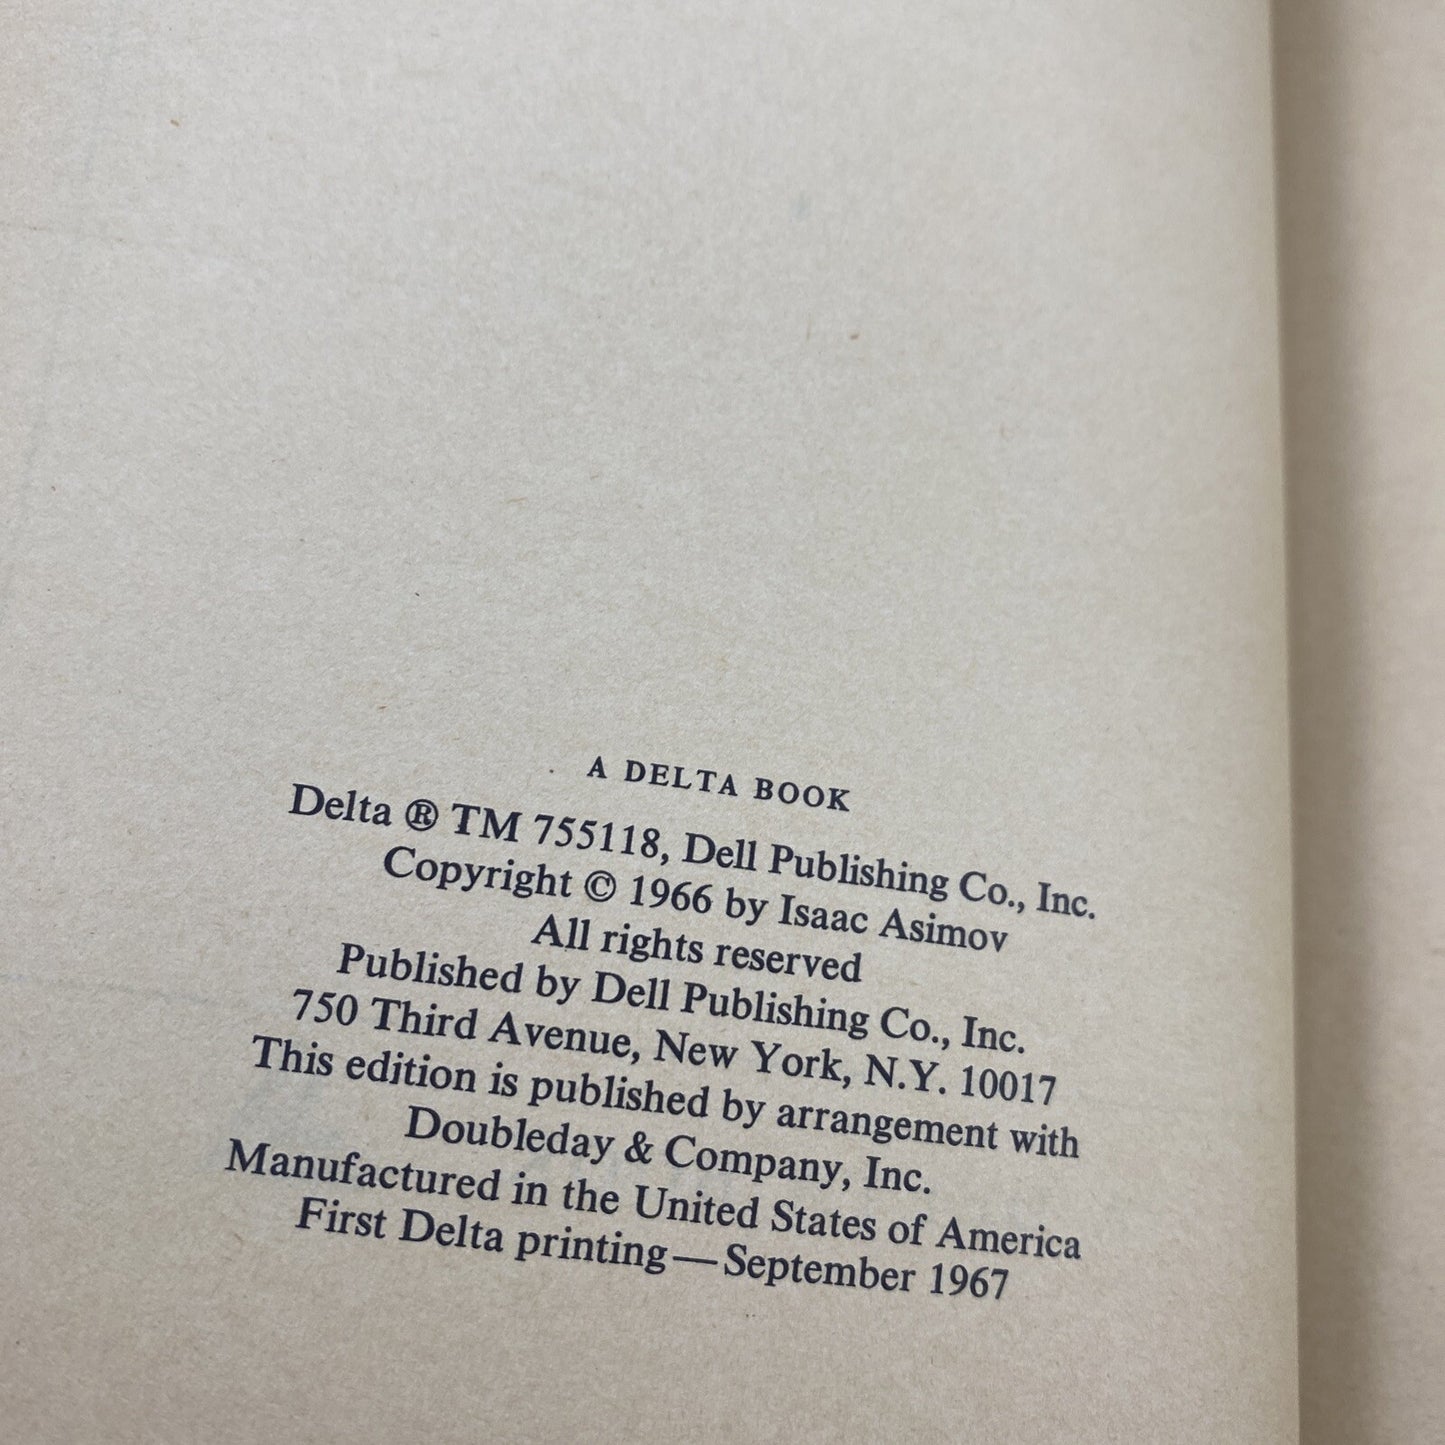 A DELTA BOOK
Delta ® TM 755118, Dell Publishing Co., Inc.
Copyright © 1966 by Isaac Asimov
All rights reserved
Published by Dell Publishing Co., Inc.
750 Third Avenue, New York, N.Y. 10017
This edition is published by arrangement with
Doubleday & Company, Inc.
Manufactured in the United States of America
First Delta printing—September 1967